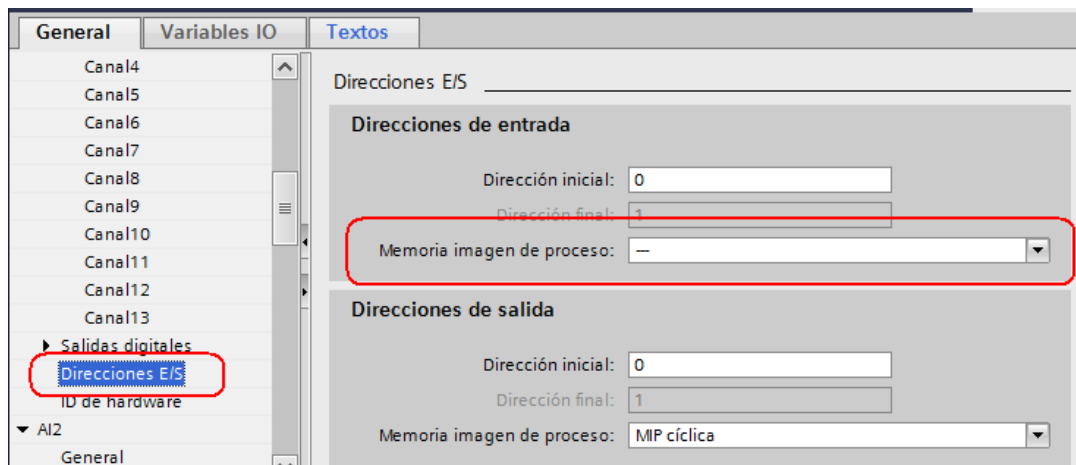 General Variables IO Textos
Canal4
Canal5
Canal6
Canal7
Canal8
Canal9
Canal10
Canal11
Canal12
Canal13
Salidas digitales
Direcciones E/S
ID de hardware
AI2
General
Direcciones E/S
Direcciones de entrada
Dirección inicial: 0
Dirección final: 1
Memoria imagen de proceso: ---
Direcciones de salida
Dirección inicial: 0
Dirección final: 1
Memoria imagen de proceso: MIP cíclica